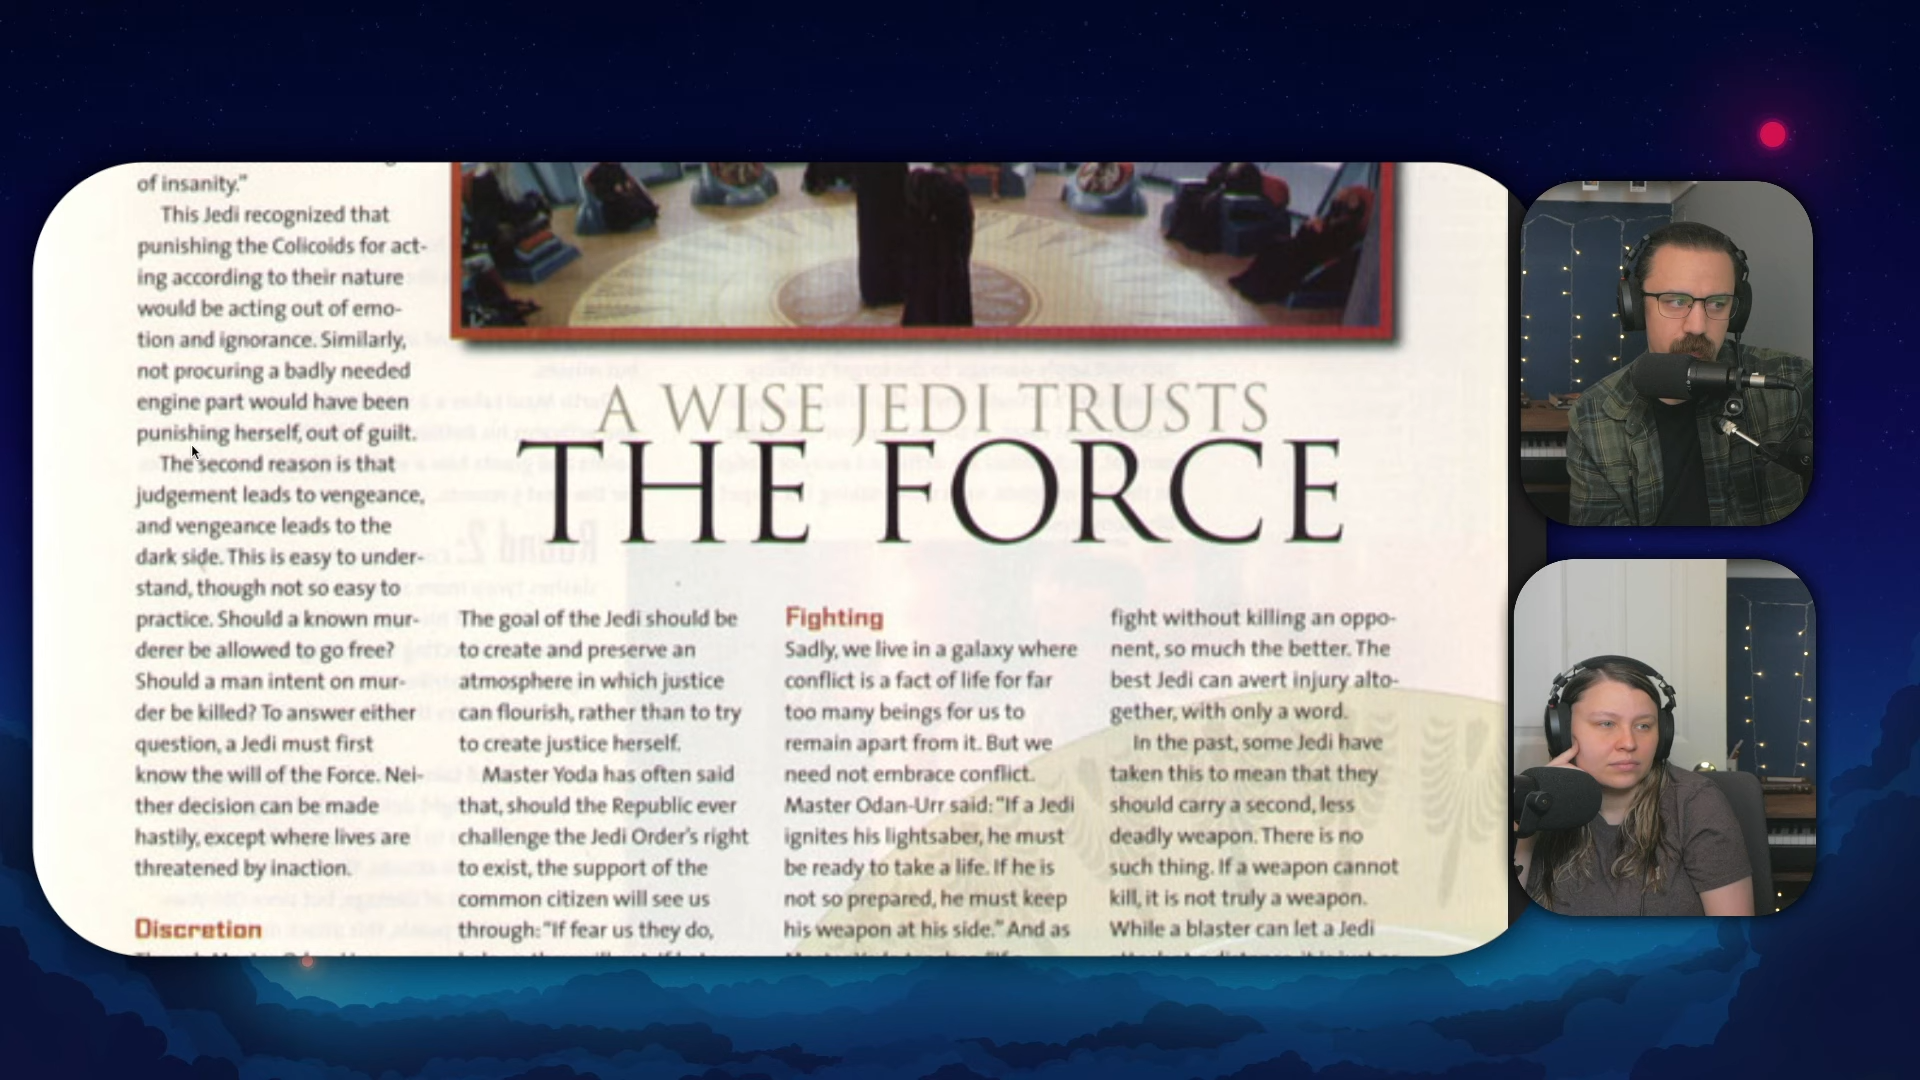 of insanity."
This Jedi recognized that
punishing the Colicoids for act-
ing according to their nature
would be acting out of emo-
tion and ignorance. Similarly,
not procuring a badly needed
engine part would have been
punishing herself, out of guilt.
The second reason is that
judgement leads to vengeance,
and vengeance leads to the
dark side. This is easy to under-
stand, though not so easy to
practice. Should a known mur-
derer be allowed to go free?
Should a man intent on mur-
der be killed? To answer either
question, a Jedi must first
know the will of the Force. Nei-
ther decision can be made
hastily, except where lives are
threatened by inaction.
Discretion
A WISE JEDI TRUSTS
THE FORCE
The goal of the Jedi should be
to create and preserve an
atmosphere in which justice
can flourish, rather than to try
to create justice herself.
Master Yoda has often said
that, should the Republic ever
challenge the Jedi Order's right
to exist, the support of the
common citizen will see us
through: "If fear us they do,
Fighting
Sadly, we live in a galaxy where
conflict is a fact of life for far
too many beings for us to
remain apart from it. But we
need not embrace conflict.
Master Odan-Urr said: "If a Jedi
ignites his lightsaber, he must
be ready to take a life. If he is
not so prepared, he must keep
his weapon at his side." And as
fight without killing an oppo-
nent, so much the better. The
best Jedi can avert injury alto-
gether, with only a word.
In the past, some Jedi have
taken this to mean that they
should carry a second, less
deadly weapon. There is no
such thing. If a weapon cannot
kill, it is not truly a weapon.
While a blaster can let a Jedi